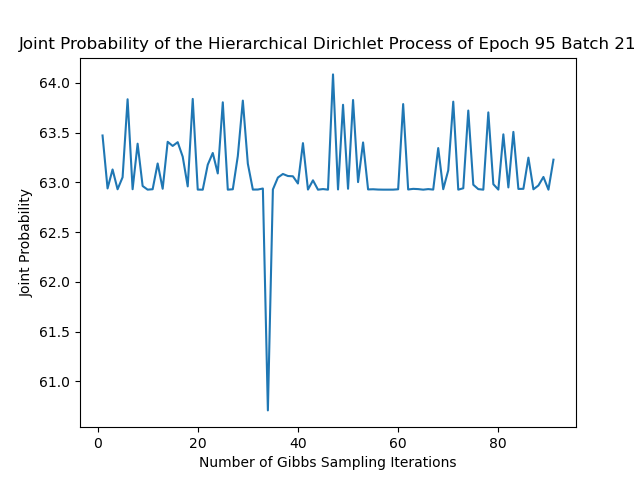 Joint Probability of the Hierarchical Dirichlet Process of Epoch 95 Batch 21
64.0
63.5
63.0
62.5
62.0
61.5
61.0
Joint Probability
0 20 40 60 80
Number of Gibbs Sampling Iterations